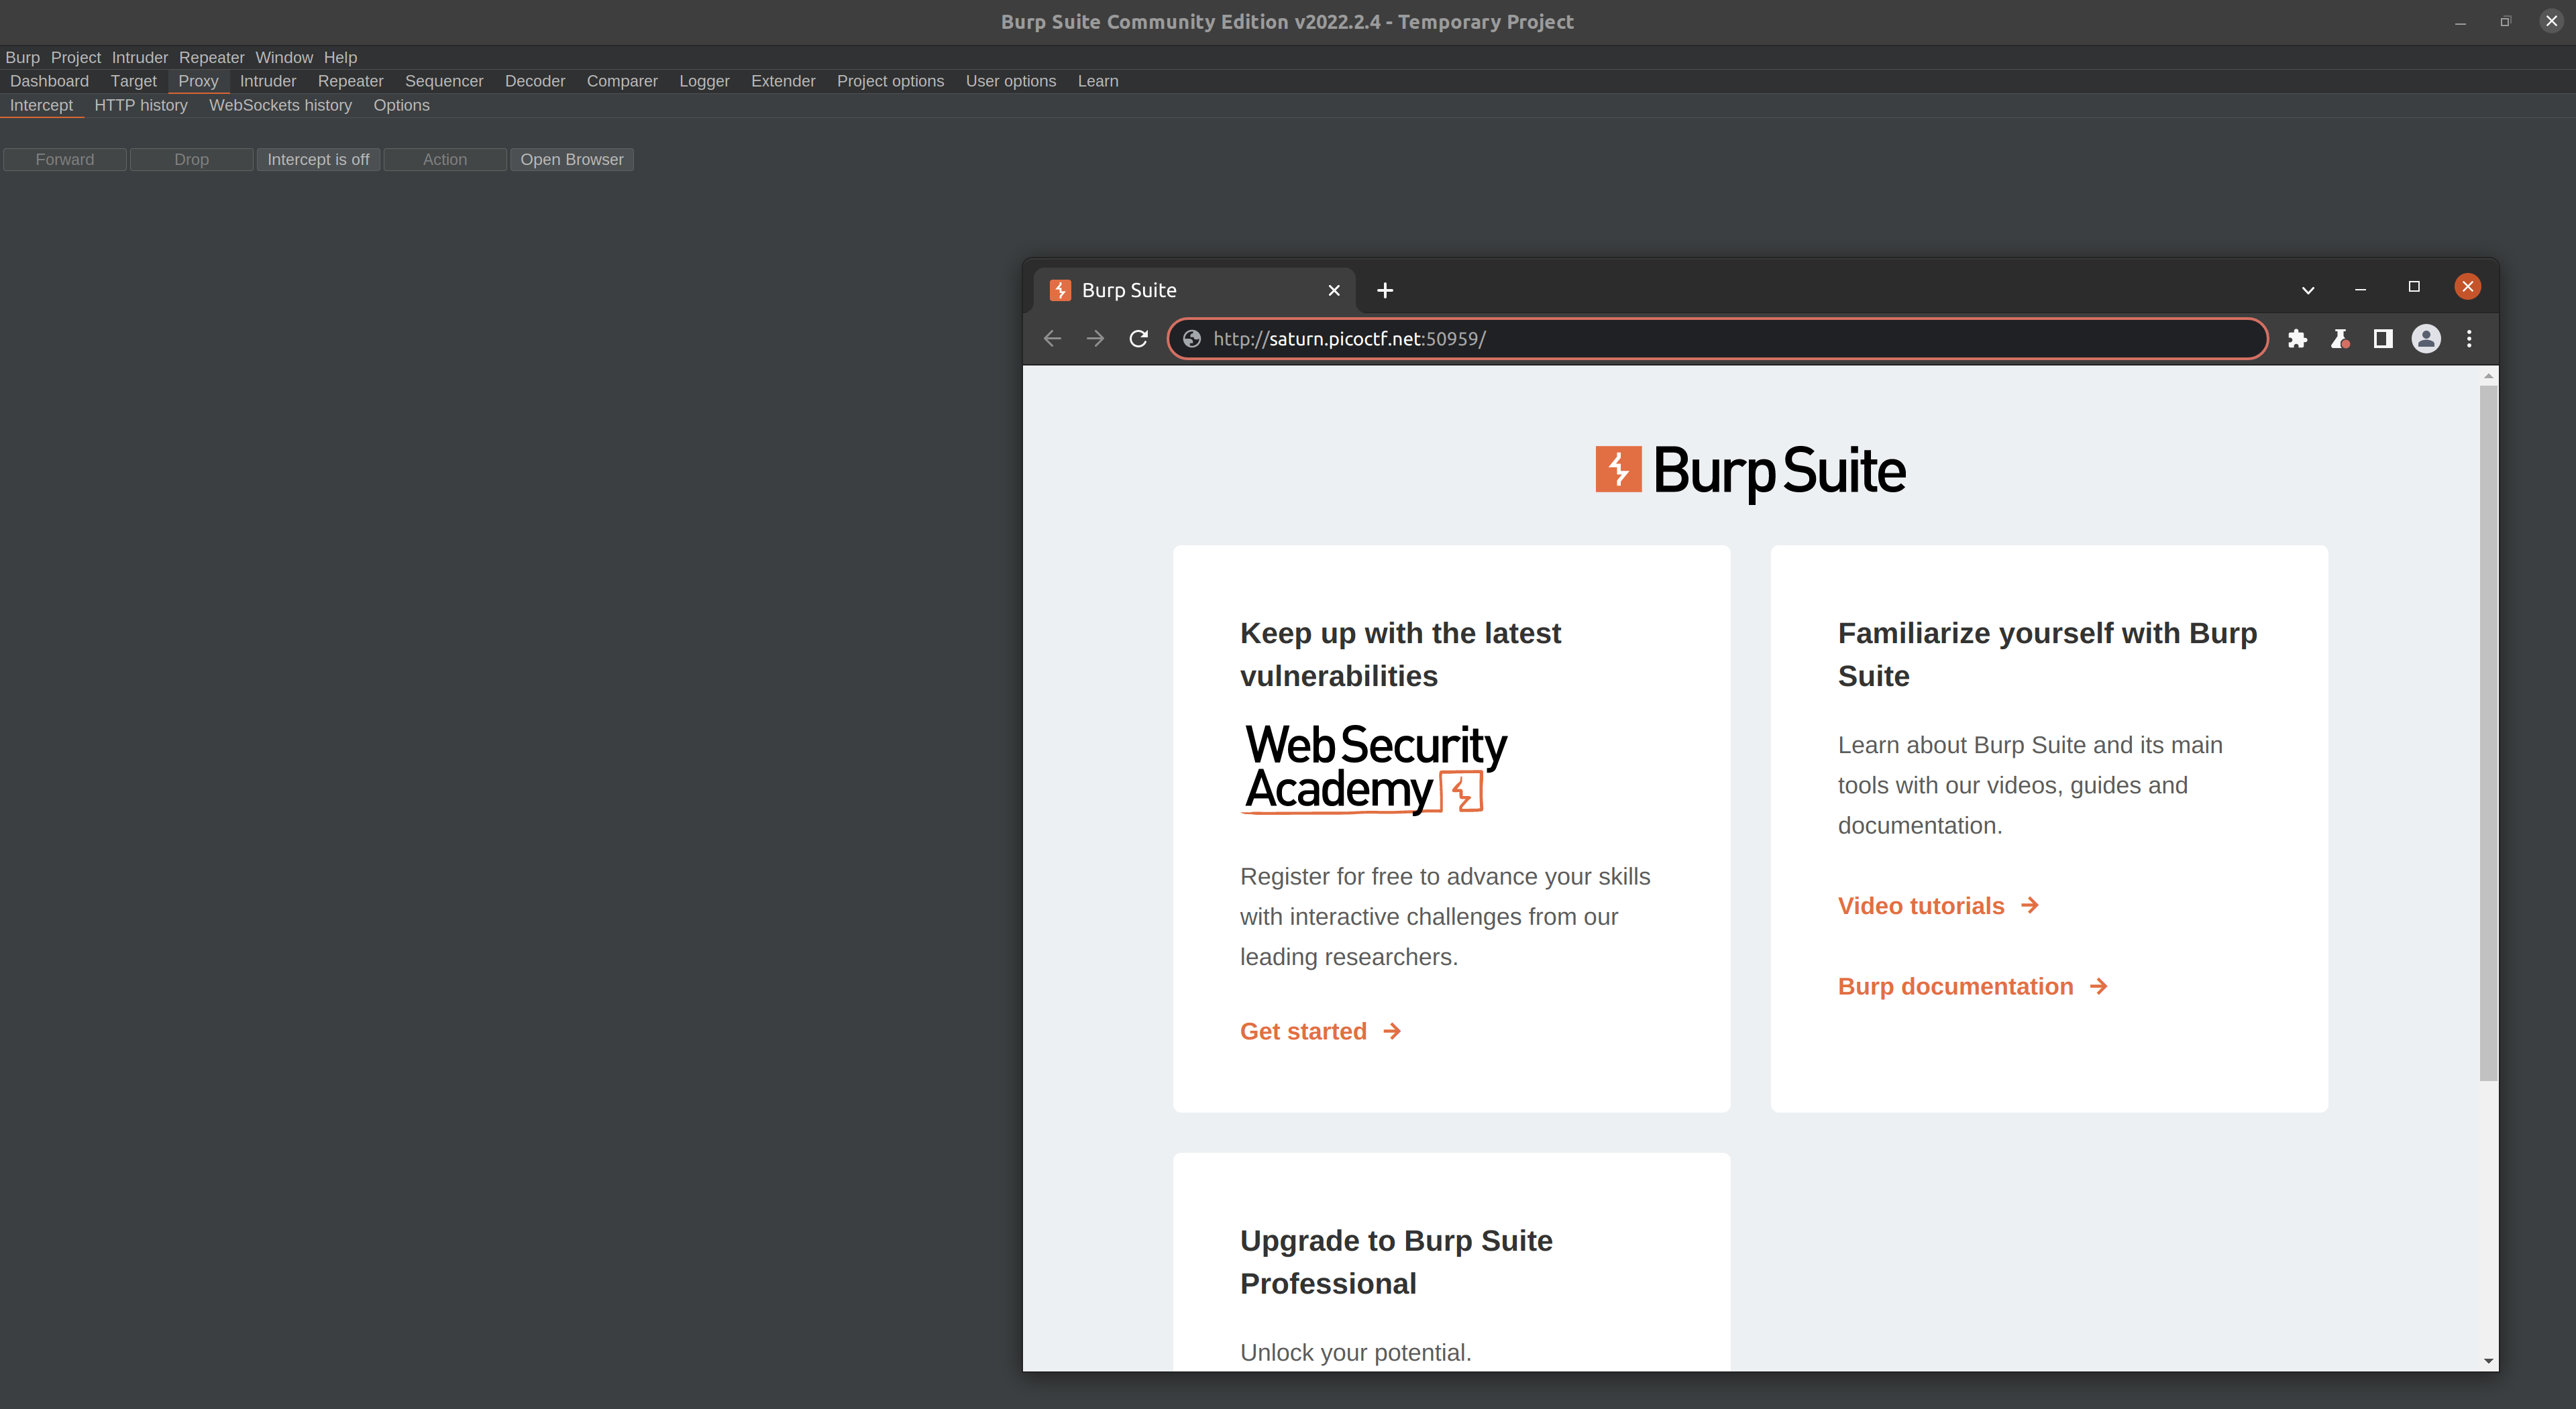 Burp Suite Community Edition v2022.2.4 - Temporary Project
Burp Project Intruder Repeater Window Help
Dashboard Target Proxy Intruder Repeater Sequencer Decoder Comparer Logger Extender Project options User options Learn
Intercept HTTP history WebSockets history Options
Forward Drop Intercept is off Action Open Browser
Burp Suite
http://saturn.picoctf.net:50959/
Burp Suite
Keep up with the latest
vulnerabilities
Web Security
Academy
Register for free to advance your skills
with interactive challenges from our
leading researchers.
Get started
Familiarize yourself with Burp
Suite
Learn about Burp Suite and its main
tools with our videos, guides and
documentation.
Video tutorials
Burp documentation
Upgrade to Burp Suite
Professional
Unlock your potential.